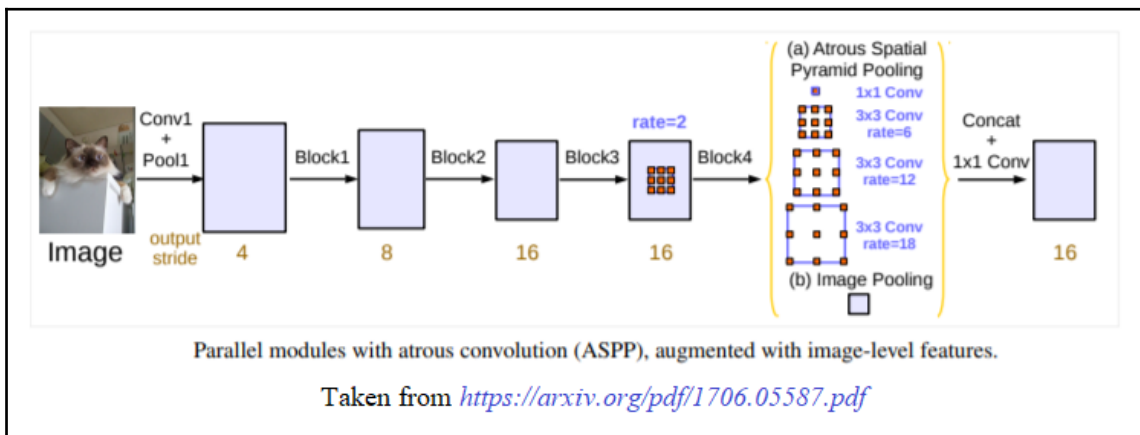 (a) Atrous Spatial
Pyramid Pooling
1x1 Conv
3x3 Conv
rate=6
3x3 Conv
rate=12
3x3 Conv
rate=18
(b) Image Pooling
Conv1
+
Pool1
Block1
Block2
Block3
rate=2
Block4
Concat
+
1x1 Conv
Image
output
stride
4
8
16
16
16
Parallel modules with atrous convolution (ASPP), augmented with image-level features.
Taken from https://arxiv.org/pdf/1706.05587.pdf